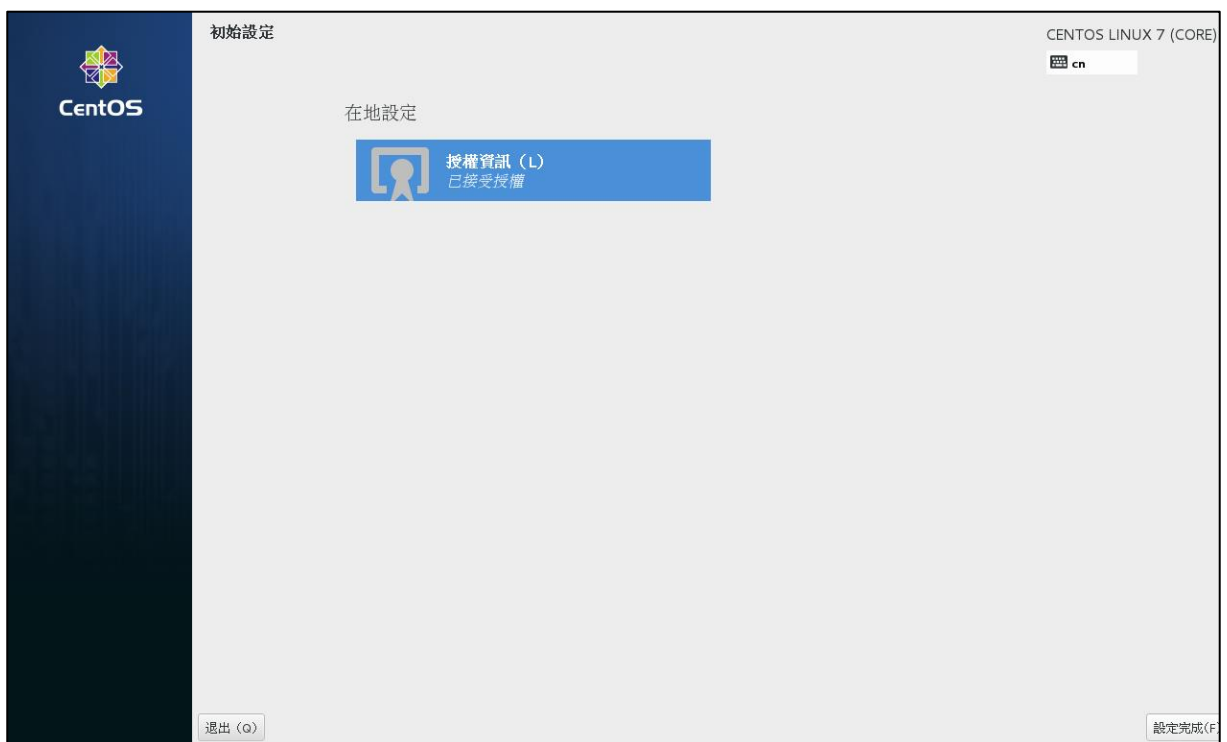 初始設定
CENTOS LINUX 7 (CORE)
cn
CentOS
在地設定
授權資訊（L）
已接受授權
退出（Q）
設定完成(F